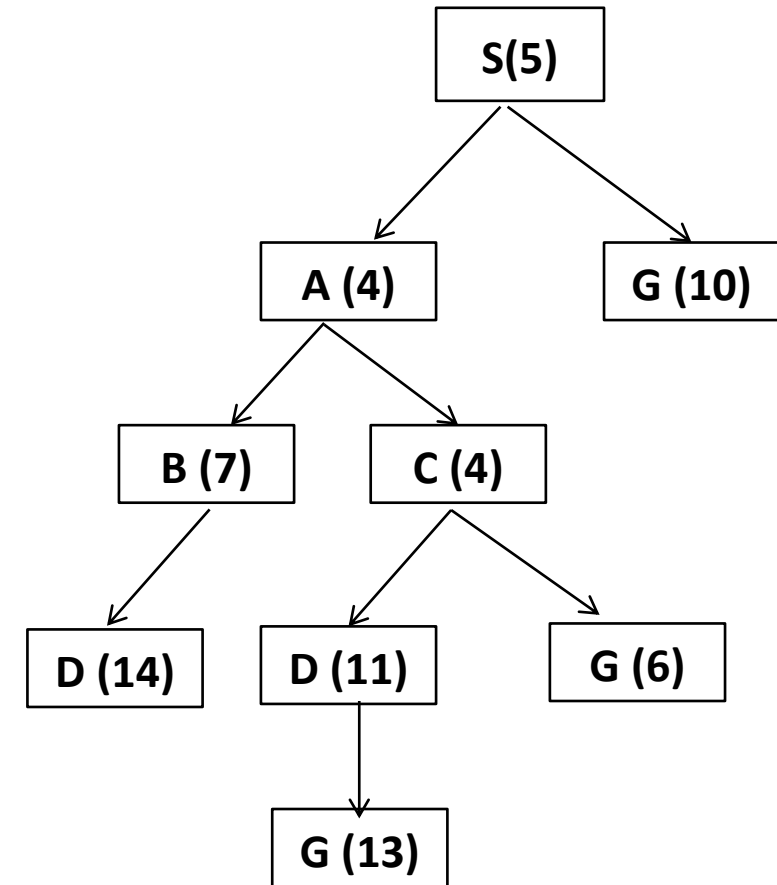 S(5)
A (4)
G (10)
B (7)
C (4)
D (14)
D (11)
G (6)
G (13)